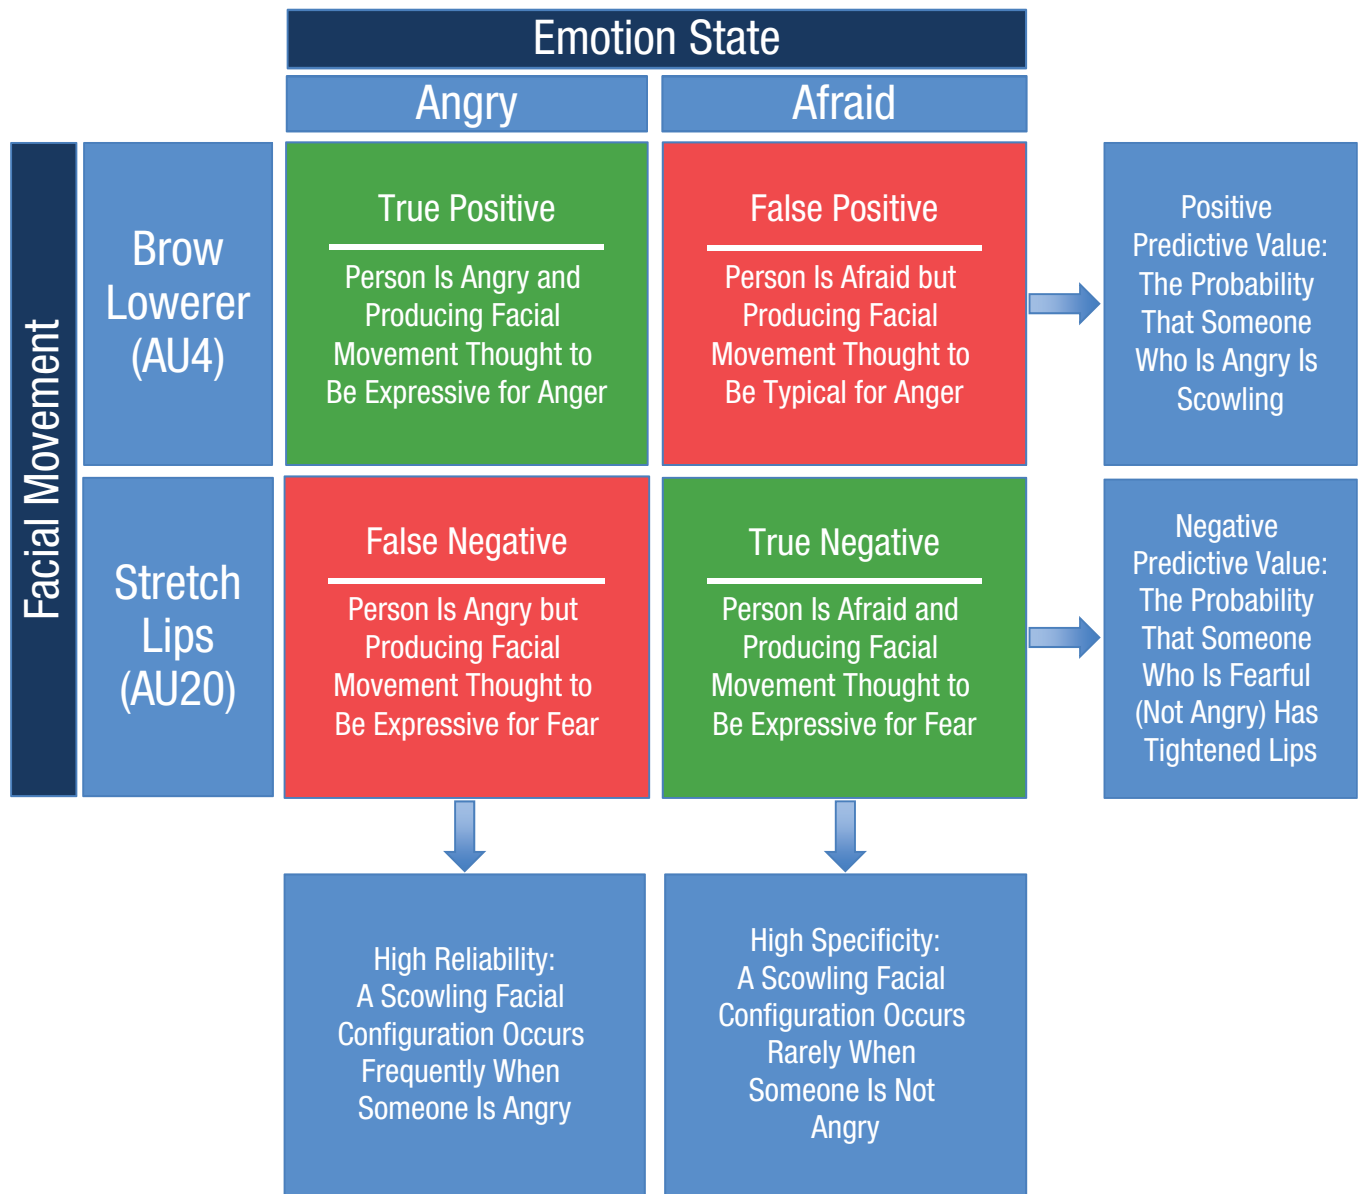 Emotion State
Angry
Afraid
Facial Movement
Brow
Lowerer
(AU4)
True Positive
Person Is Angry and
Producing Facial
Movement Thought to
Be Expressive for Anger
False Positive
Person Is Afraid but
Producing Facial
Movement Thought to
Be Typical for Anger
Positive
Predictive Value:
The Probability
That Someone
Who Is Angry Is
Scowling
Stretch
Lips
(AU20)
False Negative
Person Is Angry but
Producing Facial
Movement Thought to
Be Expressive for Fear
True Negative
Person Is Afraid and
Producing Facial
Movement Thought to
Be Expressive for Fear
Negative
Predictive Value:
The Probability
That Someone
Who Is Fearful
(Not Angry) Has
Tightened Lips
High Reliability:
A Scowling Facial
Configuration Occurs
Frequently When
Someone Is Angry
High Specificity:
A Scowling Facial
Configuration Occurs
Rarely When
Someone Is Not
Angry